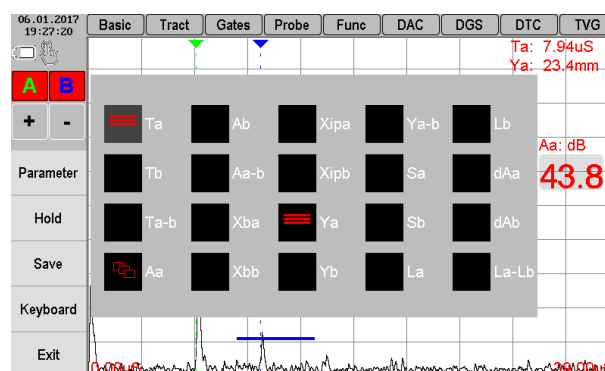 06.01.2017
19:27:20
Basic Tract Gates Probe Func DAC DGS DTC TVG
Ta: 7.94uS
Ya: 23.4mm
A B
+ -
Parameter
Hold
Save
Keyboard
Exit
Ta Ab Xipa Ya-b Lb
Tb Aa-b Xipb Sa dAa
Ta-b Xba Ya Sb dAb
Aa Xbb Yb La La-Lb
Aa: dB
43.8